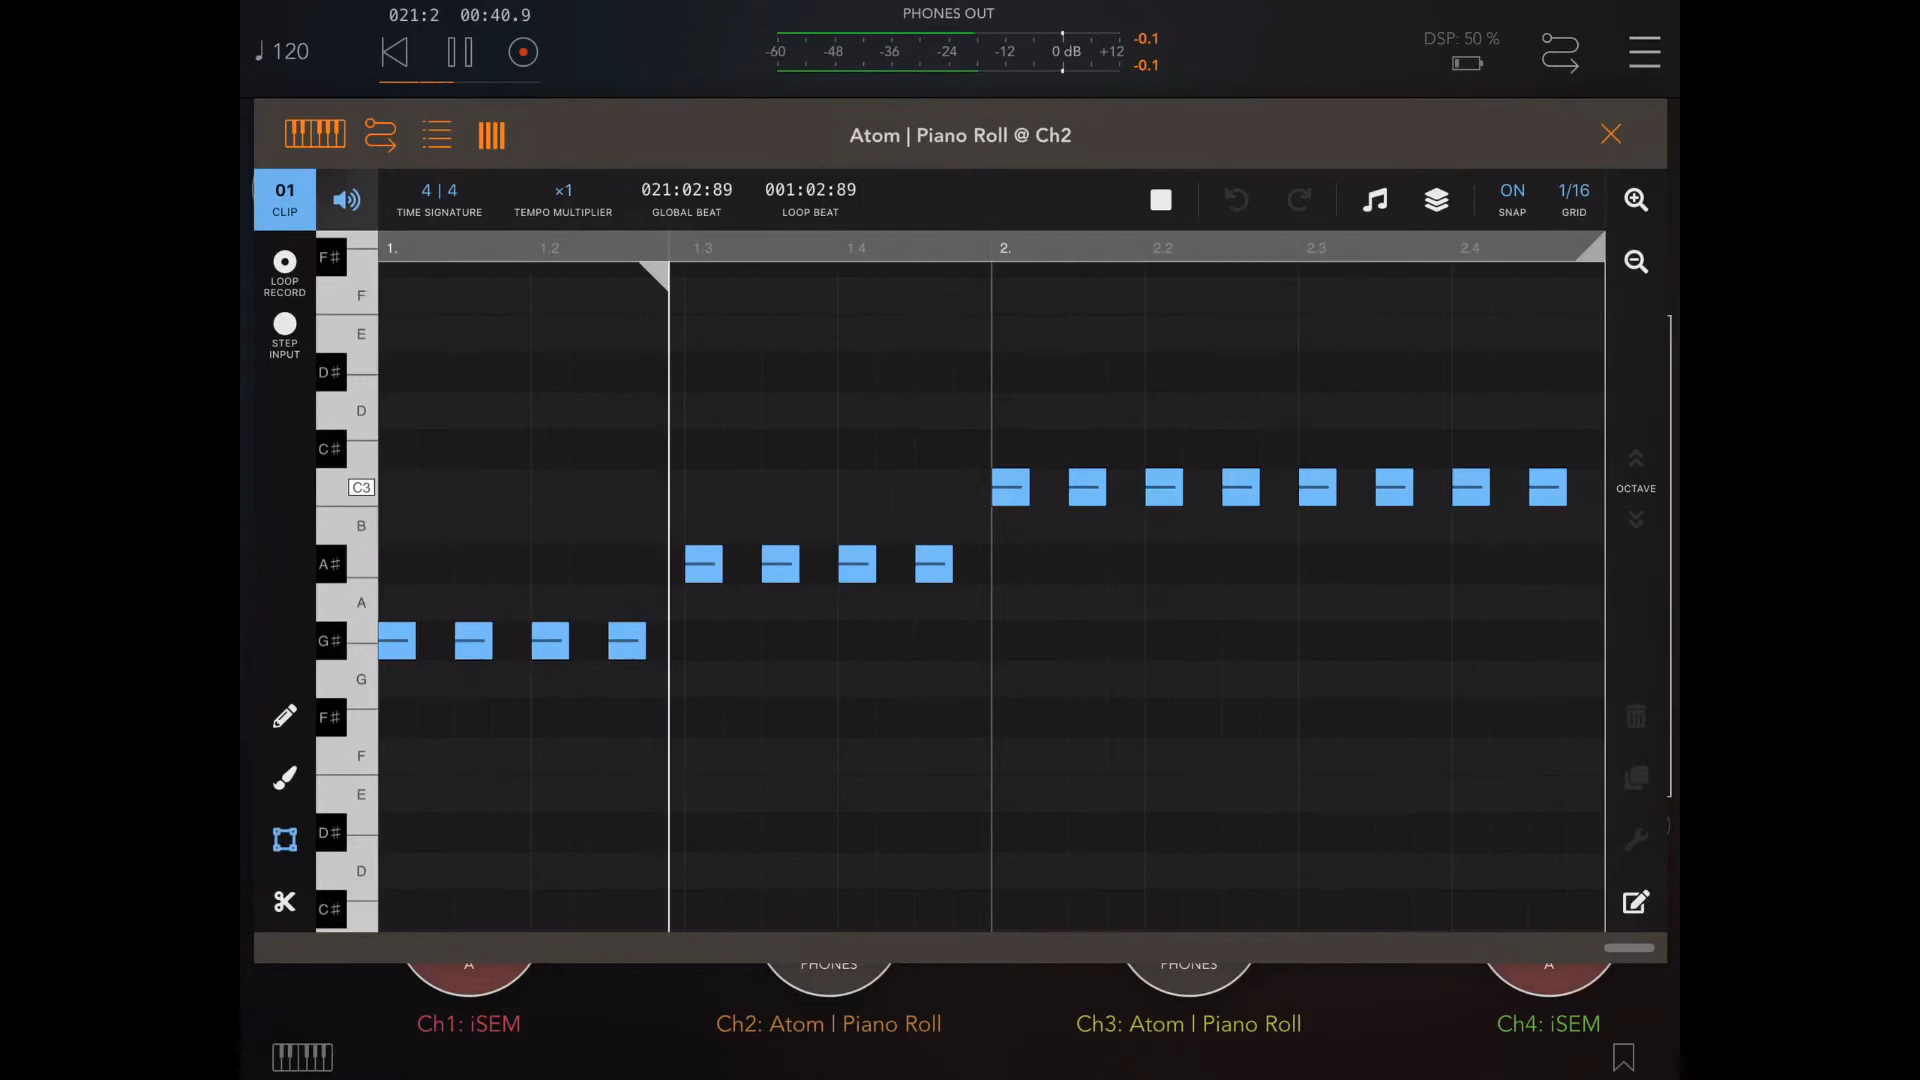 021:2 00:40.9
PHONES OUT
♩ 120
-60 -48 -36 -24 -12 0 dB +12
-0.1
-0.1
DSP: 50 %
Atom | Piano Roll @ Ch2
01
CLIP
4 | 4
TIME SIGNATURE
×1
TEMPO MULTIPLIER
021:02:89
GLOBAL BEAT
001:02:89
LOOP BEAT
ON
SNAP
1/16
GRID
1. 1.2 1.3 1.4 2. 2.2 2.3 2.4
LOOP
RECORD
STEP
INPUT
F#
F
E
D#
D
C#
C3
B
A#
A
G#
G
F#
F
E
D#
D
C#
OCTAVE
A
PHONES
PHONES
A
Ch1: iSEM
Ch2: Atom | Piano Roll
Ch3: Atom | Piano Roll
Ch4: iSEM